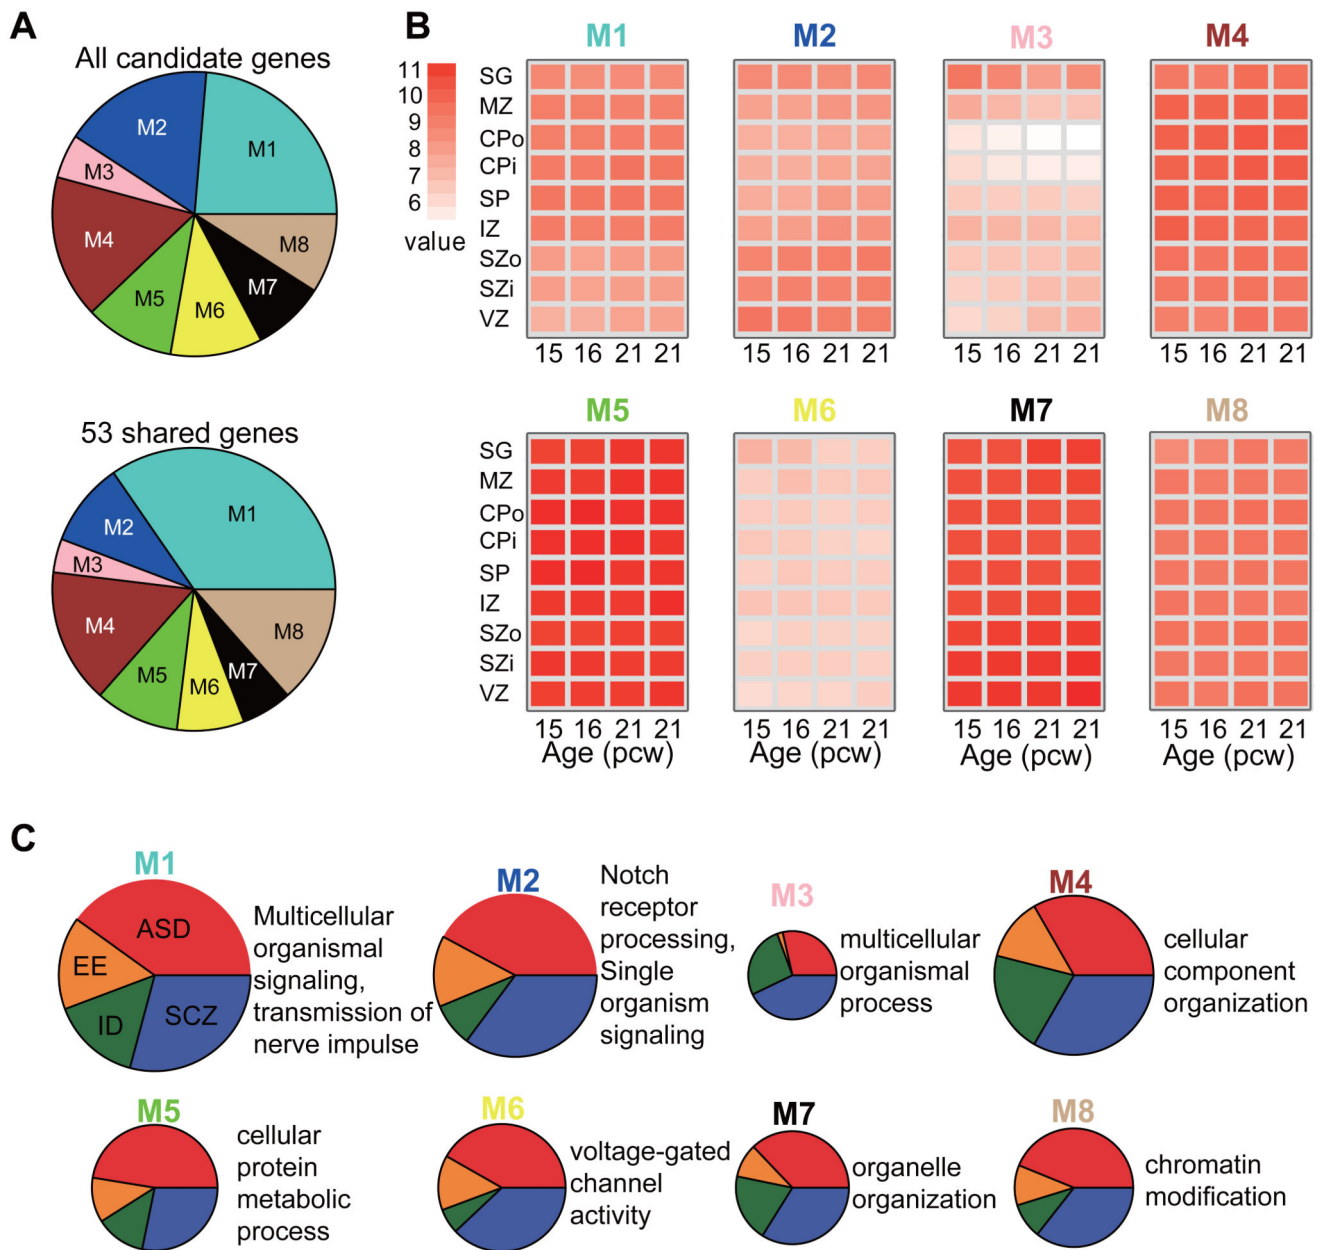 A
All candidate genes
M1
M2
M3
M4
M5
M6
M7
M8
53 shared genes
M1
M2
M3
M4
M5
M6
M7
M8
B
11
10
9
8
7
6
value
M1 M2 M3 M4
SG
MZ
CPo
CPi
SP
IZ
SZo
SZi
VZ
15 16 21 21 15 16 21 21 15 16 21 21 15 16 21 21
M5 M6 M7 M8
SG
MZ
CPo
CPi
SP
IZ
SZo
SZi
VZ
15 16 21 21 15 16 21 21 15 16 21 21 15 16 21 21
Age (pcw) Age (pcw) Age (pcw) Age (pcw)
C
M1
ASD
EE
ID
SCZ
Multicellular
organismal
signaling,
transmission of
nerve impulse
M2
Notch
receptor
processing,
Single
organism
signaling
M3
multicellular
organismal
process
M4
cellular
component
organization
M5
cellular
protein
metabolic
process
M6
voltage-gated
channel
activity
M7
organelle
organization
M8
chromatin
modification